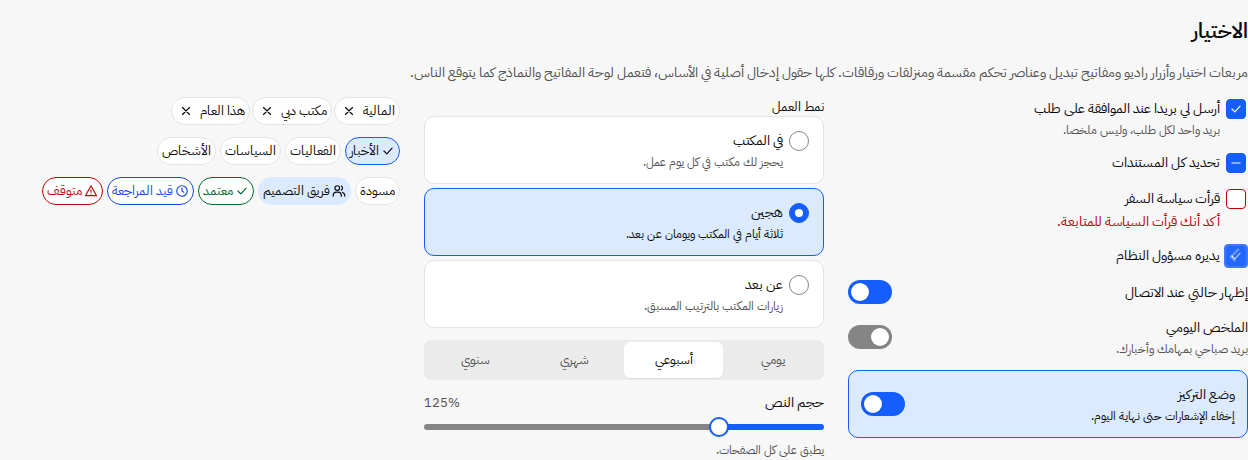 الاختيار
مربعات اختيار وأزرار راديو ومفاتيح تبديل وعناصر تحكم مقسمة ومنزلقات ورقاقات. كلها حقول إدخال أصلية في الأساس، فتعمل لوحة المفاتيح والنماذج كما يتوقع الناس.
أرسل لي بريدا عند الموافقة على طلب
بريد واحد لكل طلب، وليس ملخصا.
تحديد كل المستندات
قرأت سياسة السفر
أكد أنك قرأت السياسة للمتابعة.
يديره مسؤول النظام
إظهار حالتي عند الاتصال
الملخص اليومي
بريد صباحي بمهامك وأخبارك.
وضع التركيز
إخفاء الإشعارات حتى نهاية اليوم.
نمط العمل
في المكتب
يحجز لك مكتب في كل يوم عمل.
هجين
ثلاثة أيام في المكتب ويومان عن بعد.
عن بعد
زيارات المكتب بالترتيب المسبق.
يومي أسبوعي شهري سنوي
حجم النص 125%
يطبق على كل الصفحات.
المالية مكتب دبي هذا العام
الأخبار الفعاليات السياسات الأشخاص
مسودة فريق التصميم معتمد قيد المراجعة متوقف